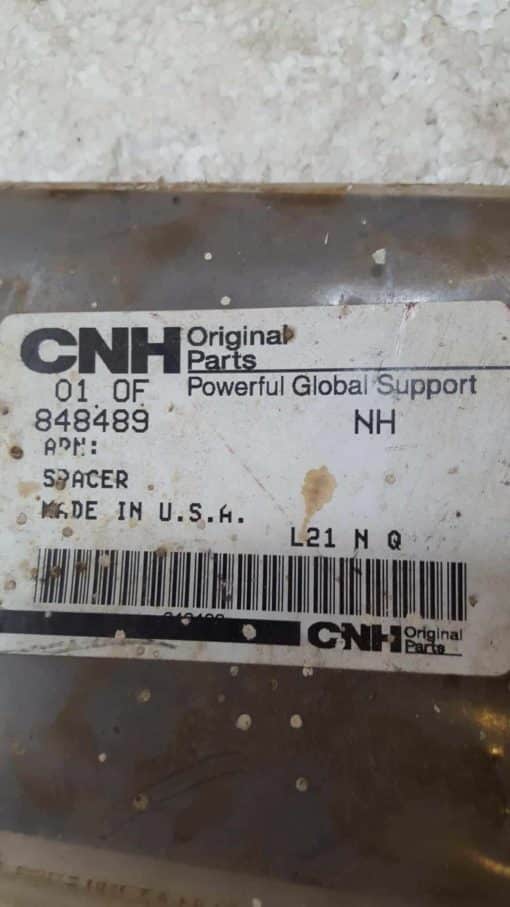 CNH Original Parts
01 OF Powerful Global Support
848489 NH
APN:
SPACER
MADE IN U.S.A.
L21 N Q
CNH Original Parts